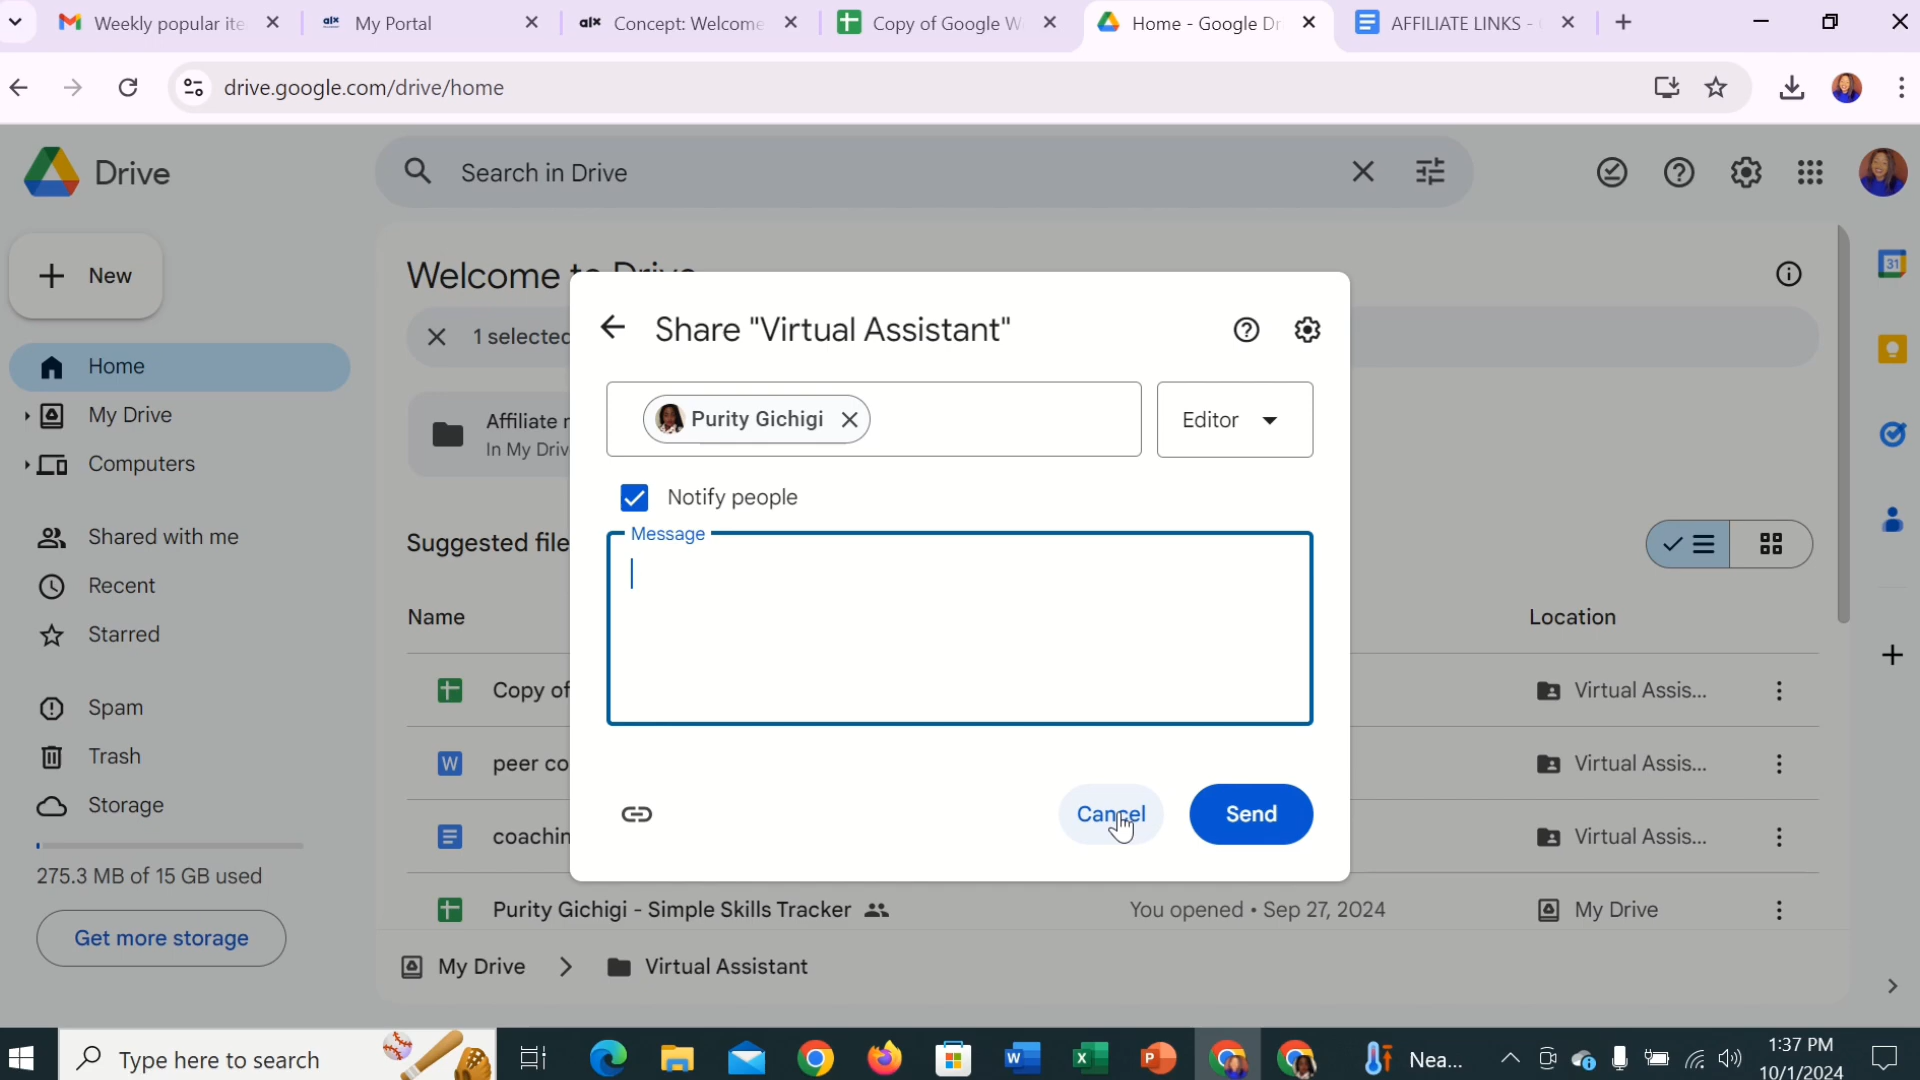 Weekly popular ite
My Portal
Concept: Welcome
Copy of Google W
Home - Google Dr
AFFILIATE LINKS -
drive.google.com/drive/home
Drive
Search in Drive
New
Welcome to Drive
Share "Virtual Assistant"
1 selected
Home
My Drive
Computers
Shared with me
Recent
Starred
Spam
Trash
Storage
275.3 MB of 15 GB used
Get more storage
Affiliate
In My Driv
Purity Gichigi
Editor
Notify people
Message
Suggested file
Name
Location
Copy of
Virtual Assis...
peer co
Virtual Assis...
Cancel
Send
coachin
Virtual Assis...
Purity Gichigi - Simple Skills Tracker
You opened • Sep 27, 2024
My Drive
My Drive
Virtual Assistant
Type here to search
Nea...
1:37 PM
10/1/2024